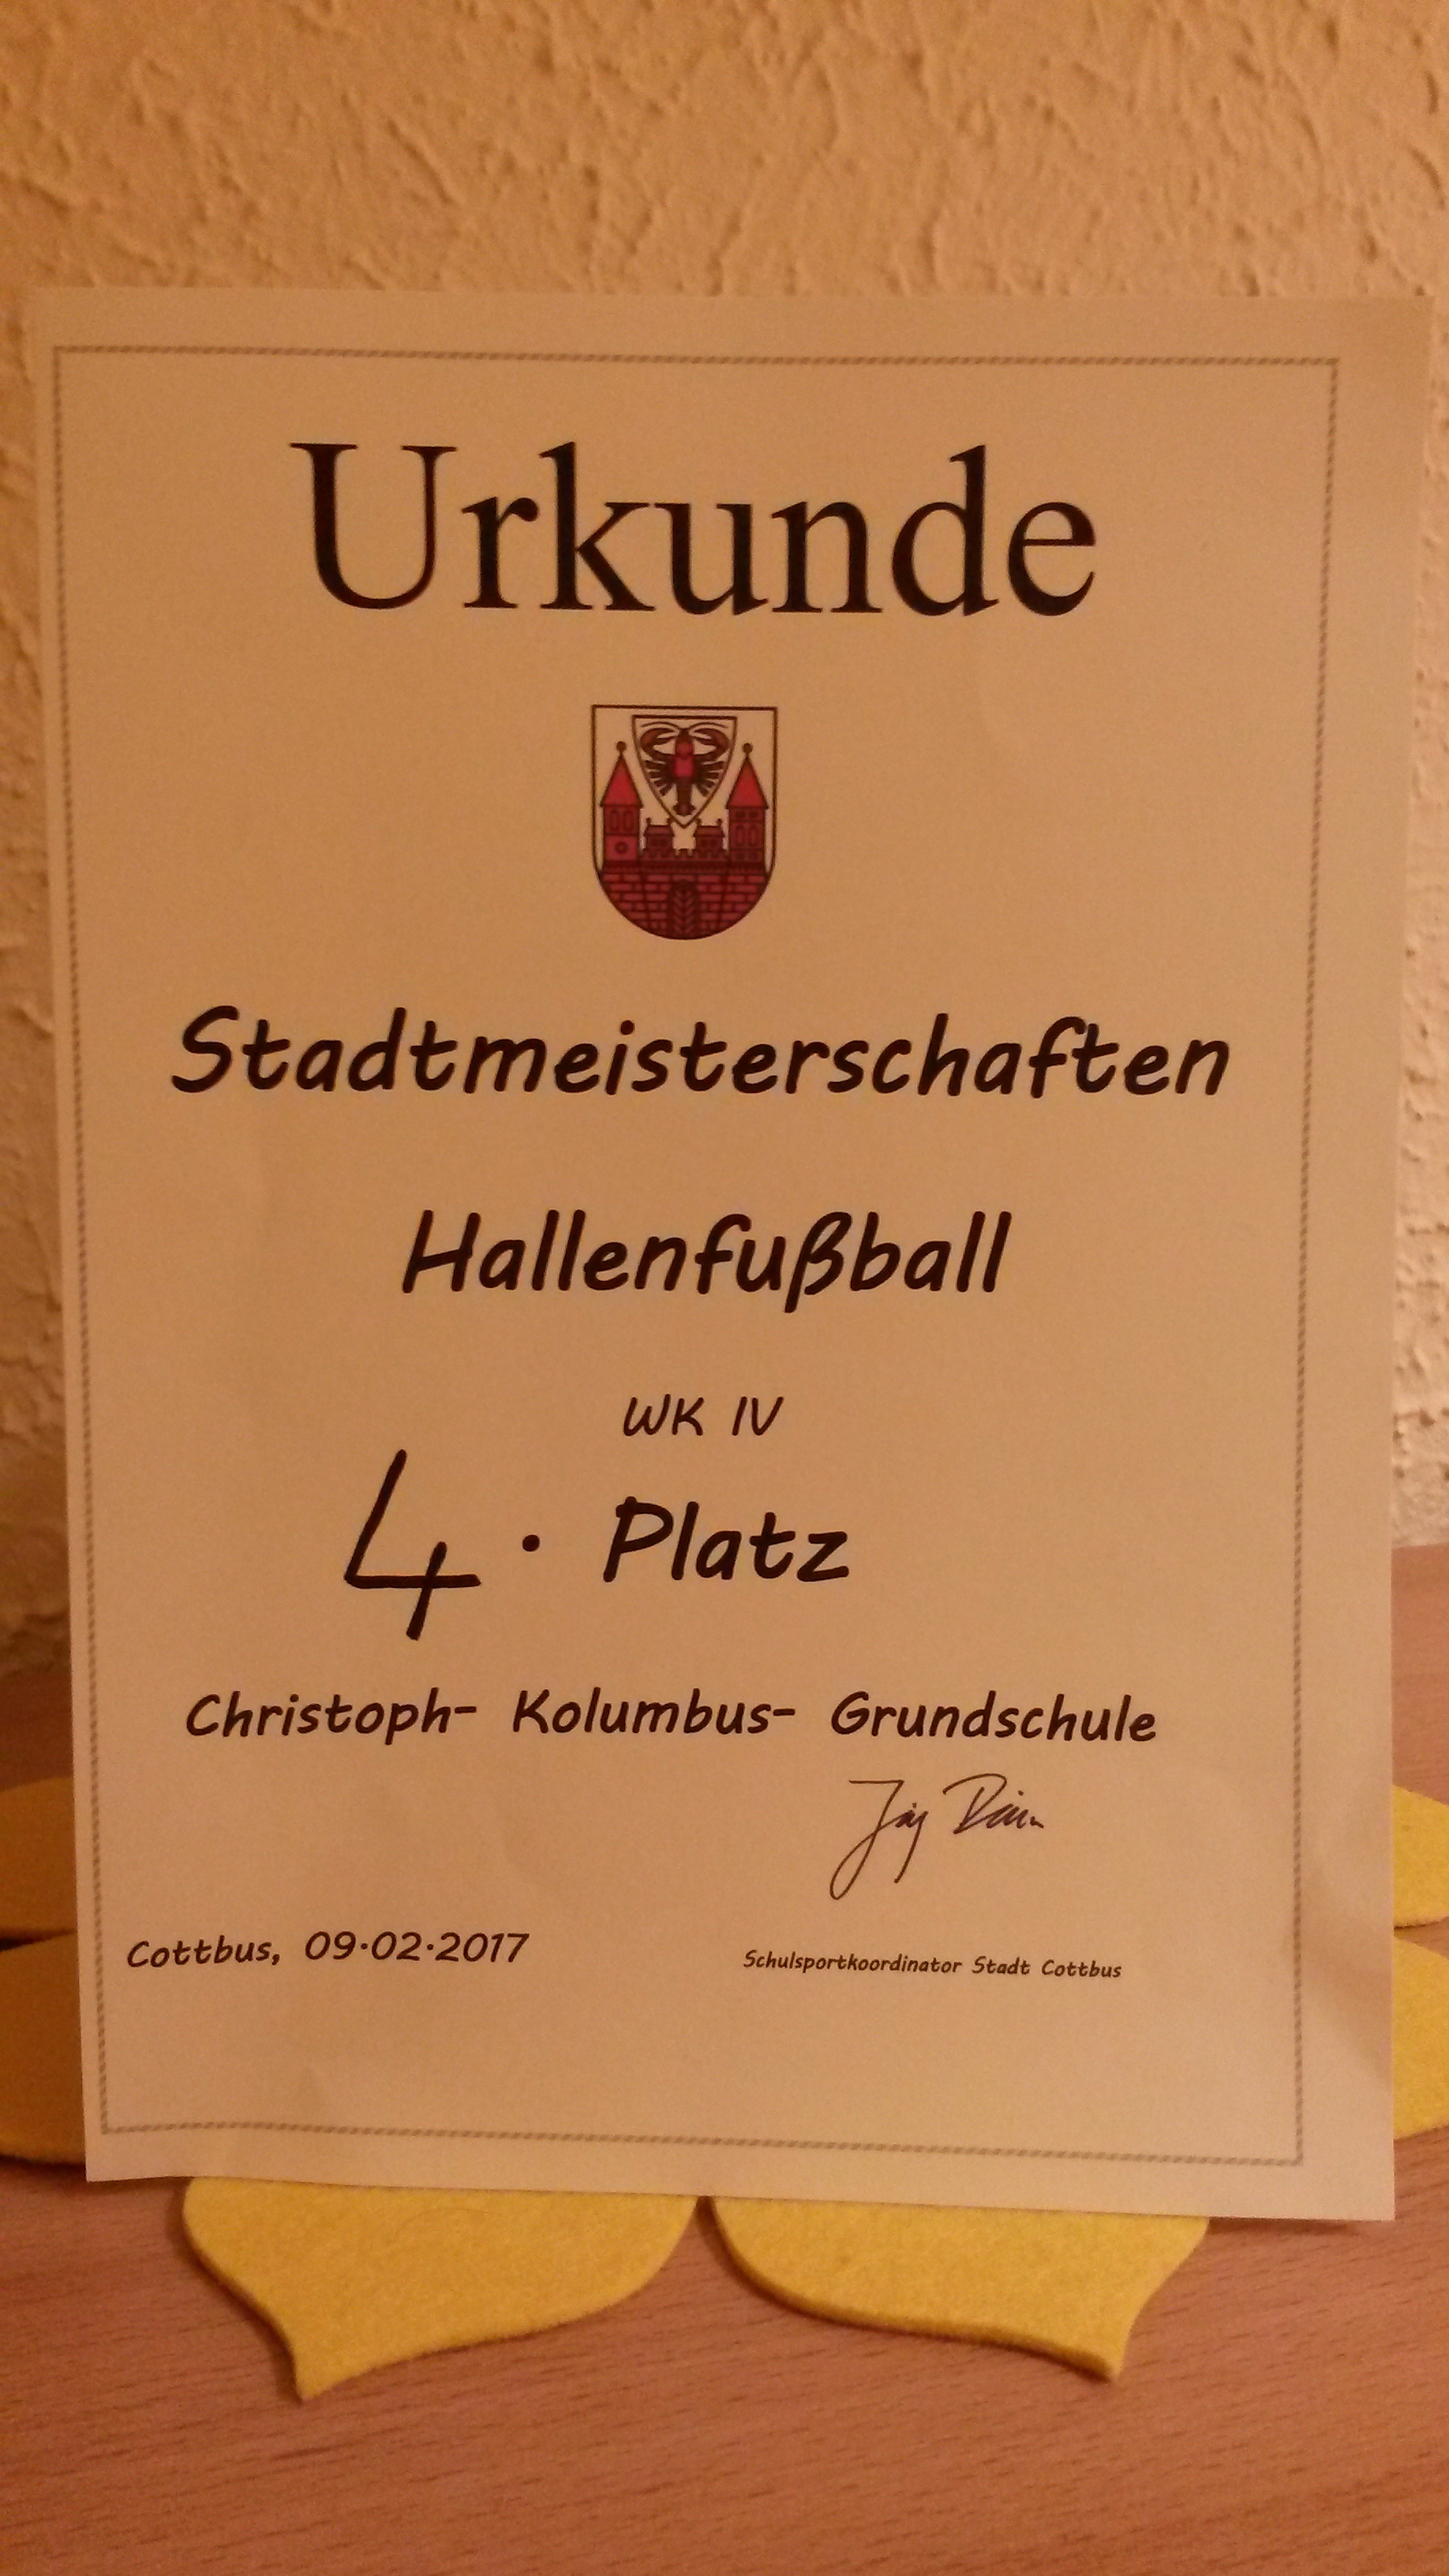 Urkunde
Stadtmeisterschaften
Hallenfußball
WK IV
4. Platz
Christoph- Kolumbus- Grundschule
Cottbus, 09.02.2017
Schulsportkoordinator Stadt Cottbus